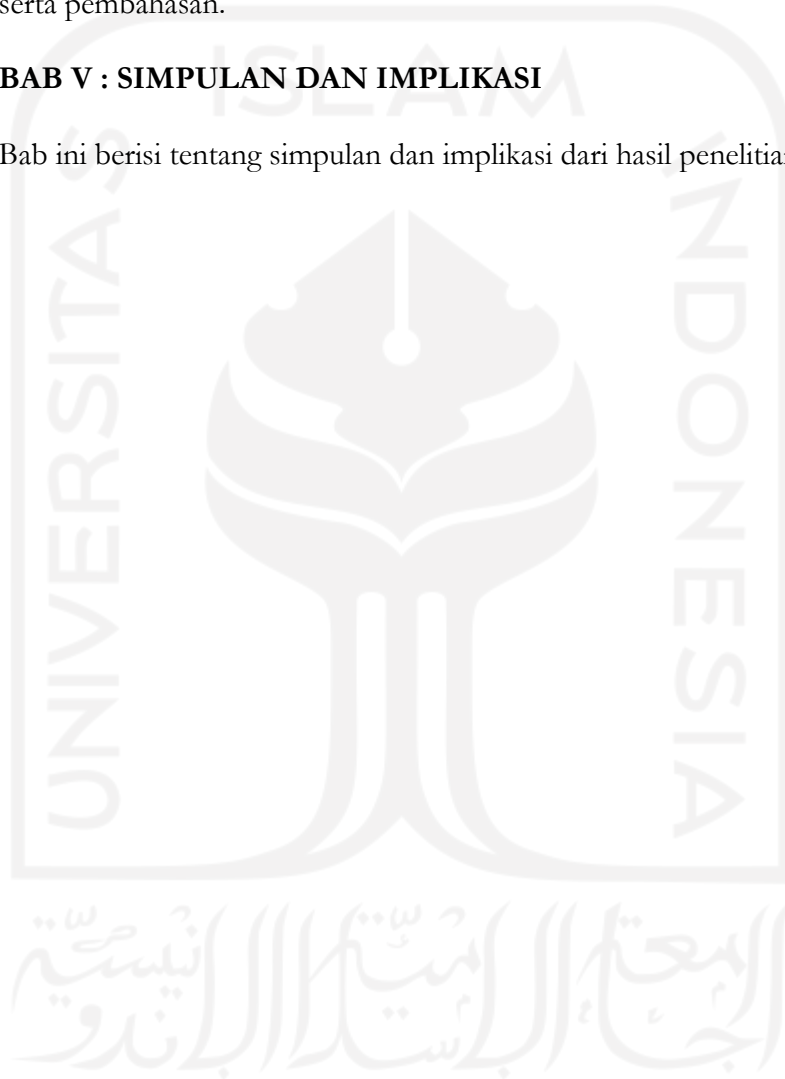 serta pembahasan.
BAB V : SIMPULAN DAN IMPLIKASI
Bab ini berisi tentang simpulan dan implikasi dari hasil penelitian
ISLAM
UNIVERSITAS
INDONESIA